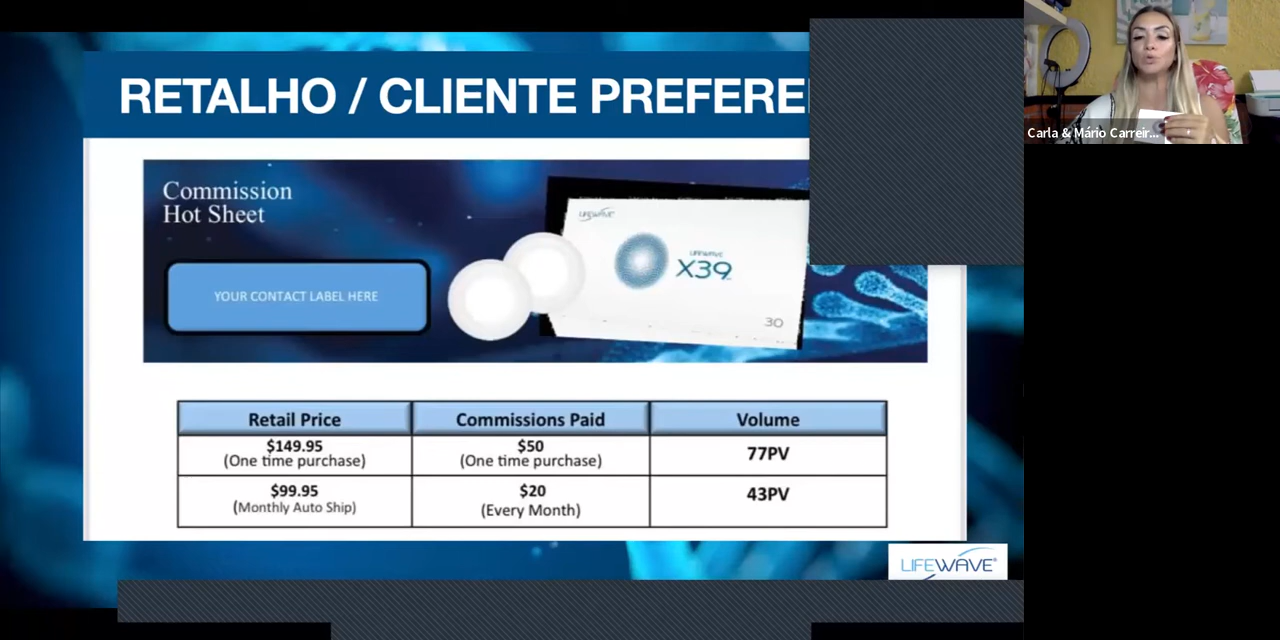 RETALHO / CLIENTE PREFERE
Commission
Hot Sheet
YOUR CONTACT LABEL HERE
LIFEWAVE
LIFEWAVE
X39
30
Retail Price Commissions Paid Volume
$149.95 $50 77PV
(One time purchase) (One time purchase)
$99.95 $20 43PV
(Monthly Auto Ship) (Every Month)
LIFEWAVE®
Carla & Mário Carreir...